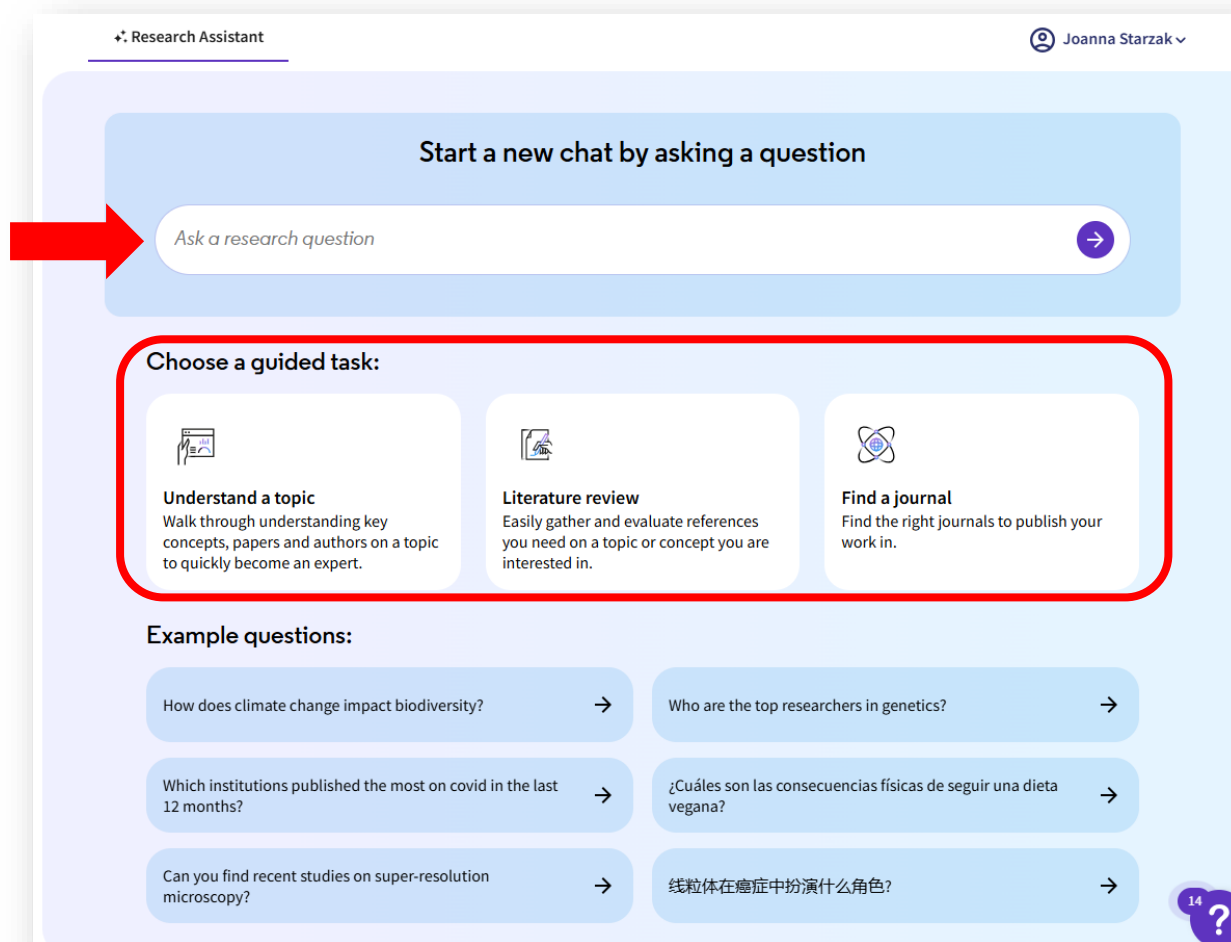 Research Assistant
Joanna Starzak
Start a new chat by asking a question
Ask a research question
Choose a guided task:
Understand a topic
Walk through understanding key
concepts, papers and authors on a topic
to quickly become an expert.
Literature review
Easily gather and evaluate references
you need on a topic or concept you are
interested in.
Find a journal
Find the right journals to publish your
work in.
Example questions:
How does climate change impact biodiversity?
Who are the top researchers in genetics?
Which institutions published the most on covid in the last
12 months?
¿Cuáles son las consecuencias físicas de seguir una dieta
vegana?
Can you find recent studies on super-resolution
microscopy?
线粒体在癌症中扮演什么角色?
14
?